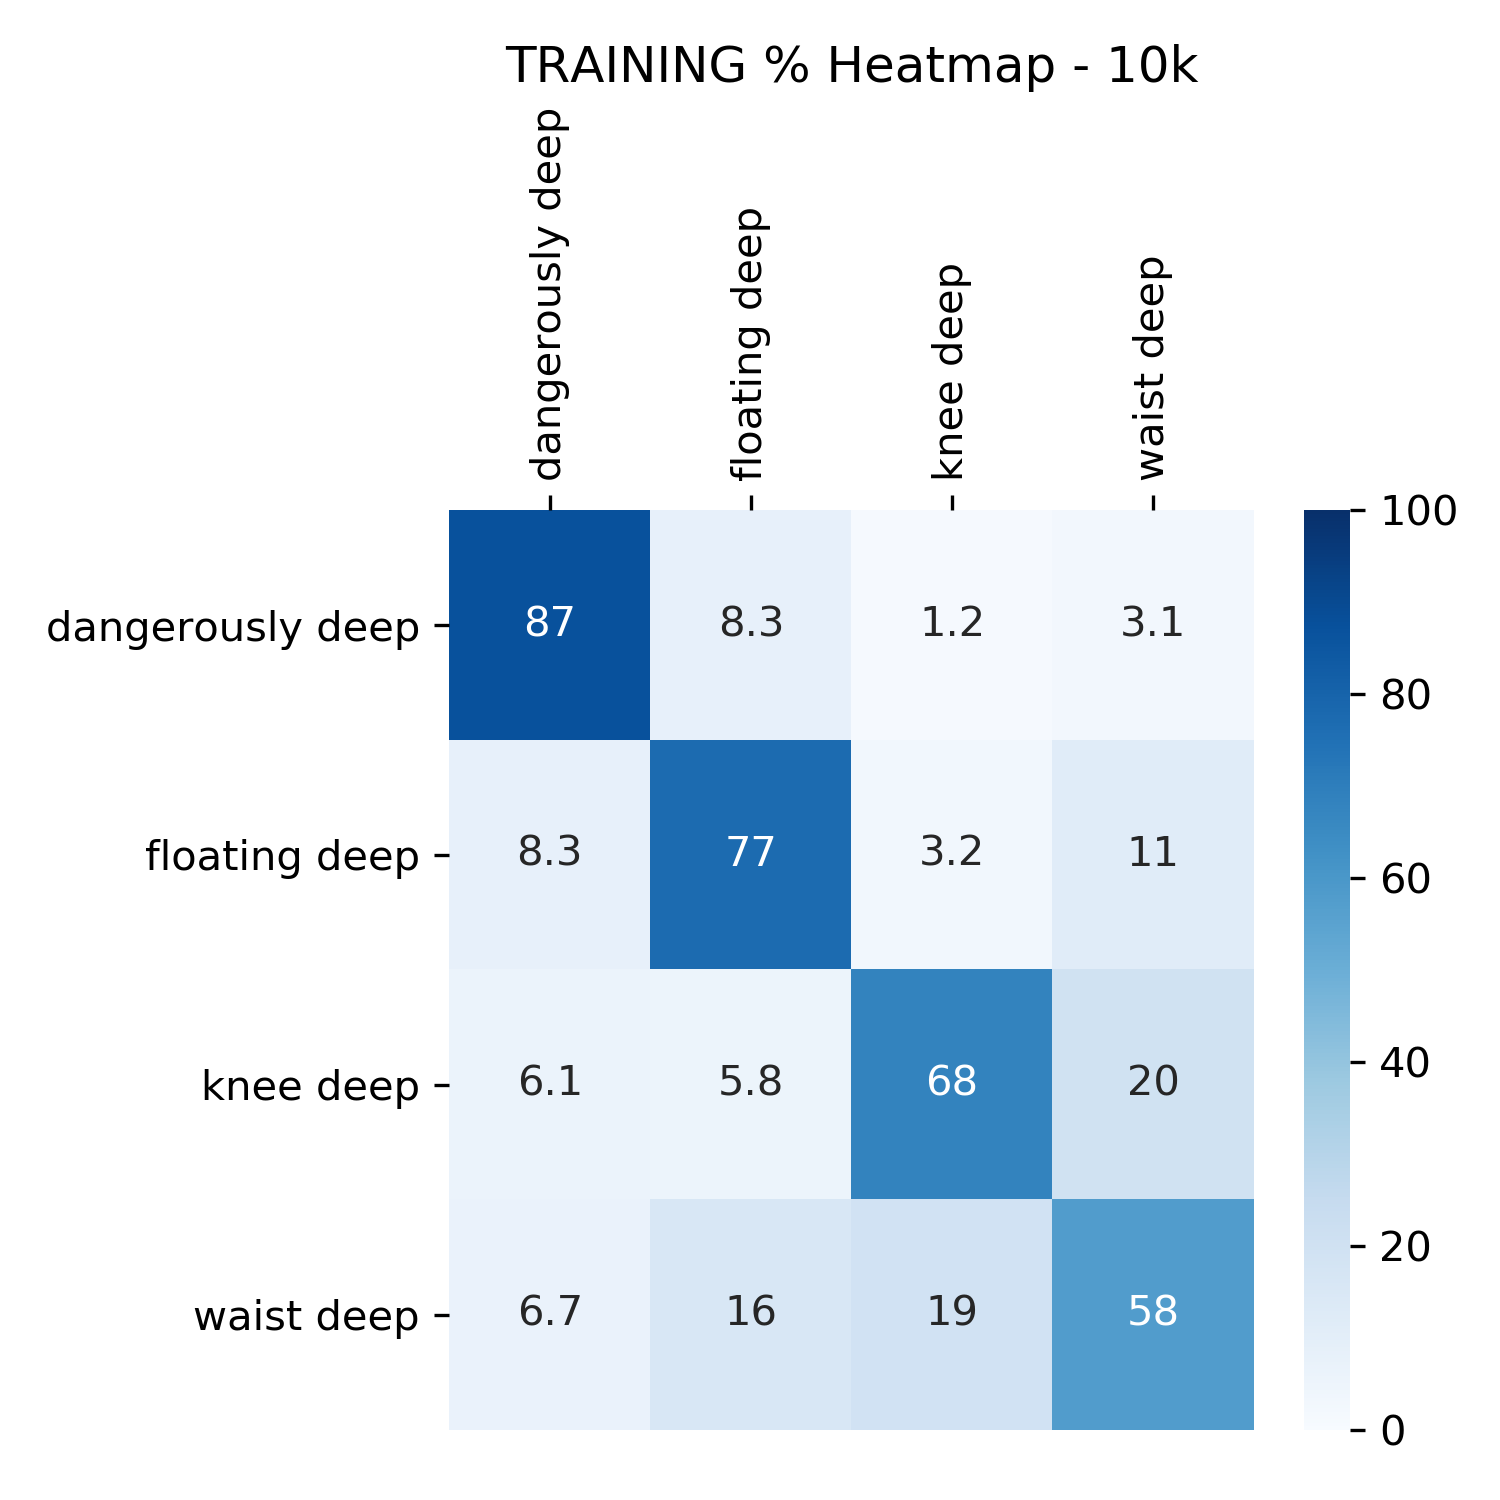 TRAINING % Heatmap - 10k
dangerously deep
floating deep
knee deep
waist deep
dangerously deep 87 8.3 1.2 3.1
floating deep 8.3 77 3.2 11
knee deep 6.1 5.8 68 20
waist deep 6.7 16 19 58
100
80
60
40
20
0